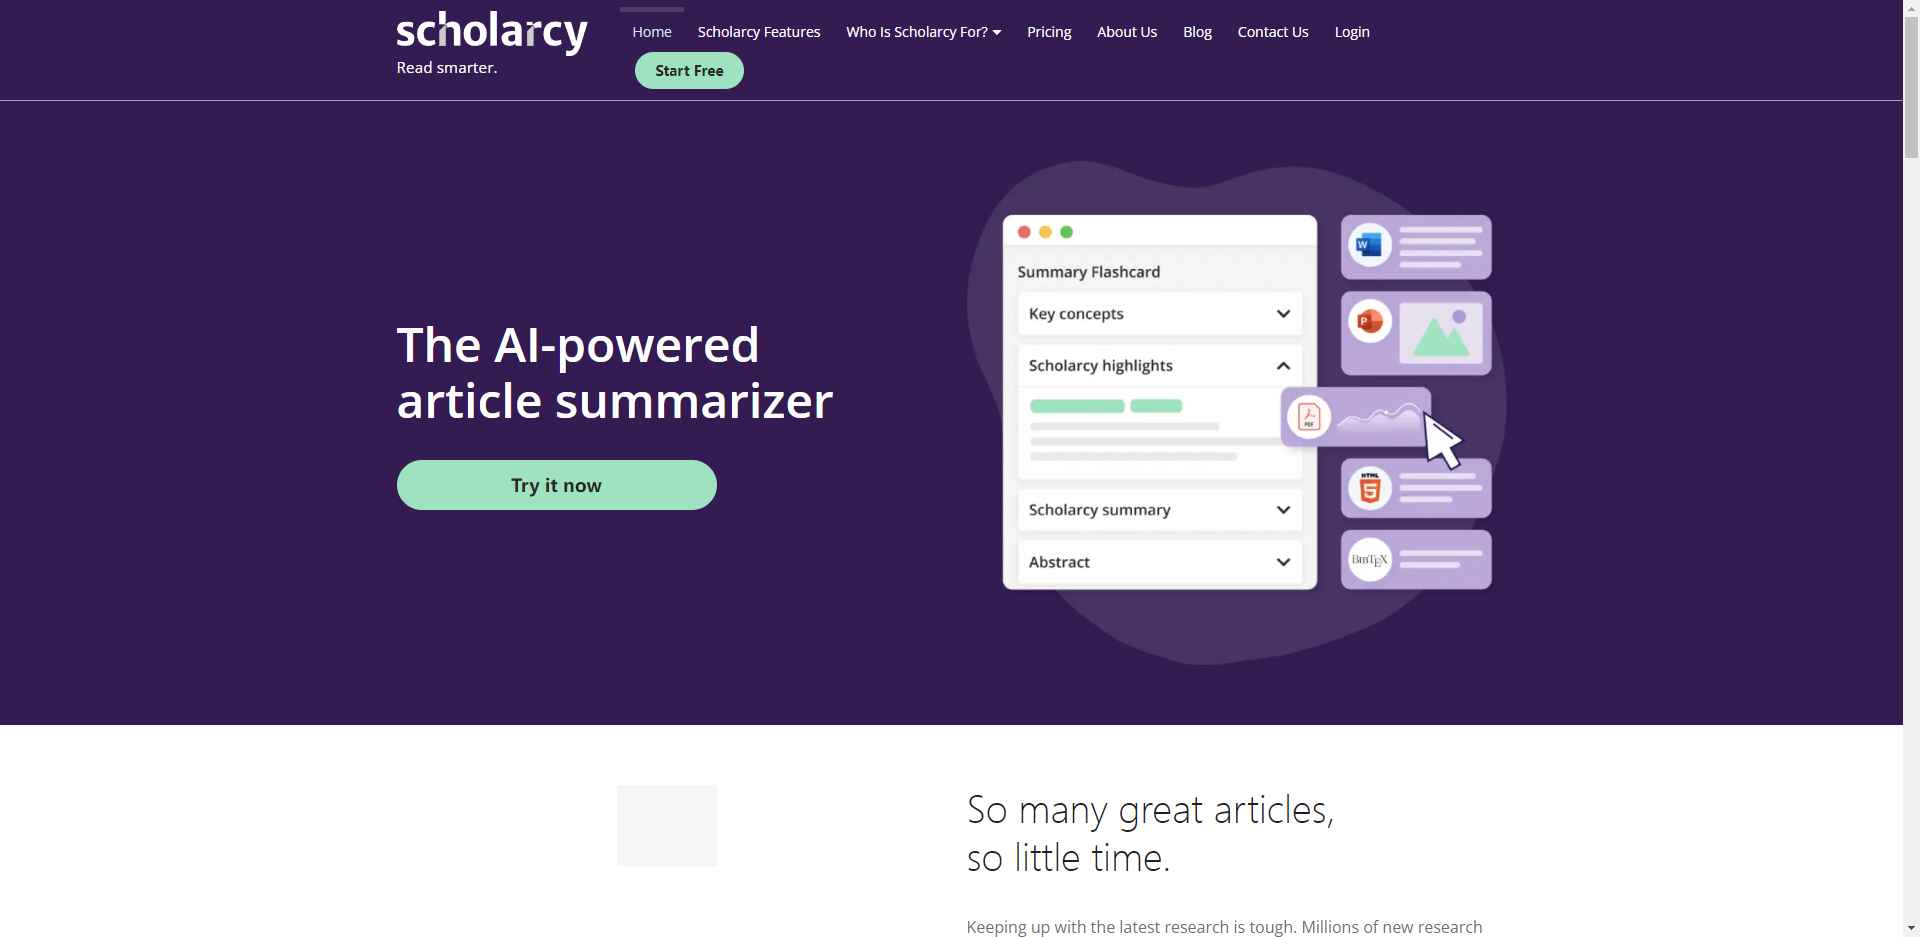 scholarcy
Read smarter.
Home
Scholarcy Features
Who Is Scholarcy For?
Pricing
About Us
Blog
Contact Us
Login
Start Free
The AI-powered
article summarizer
Try it now
Summary Flashcard
Key concepts
Scholarcy highlights
Scholarcy summary
Abstract
W
P
PDF
HTML
5
BIBTEX
So many great articles,
so little time.
Keeping up with the latest research is tough. Millions of new research